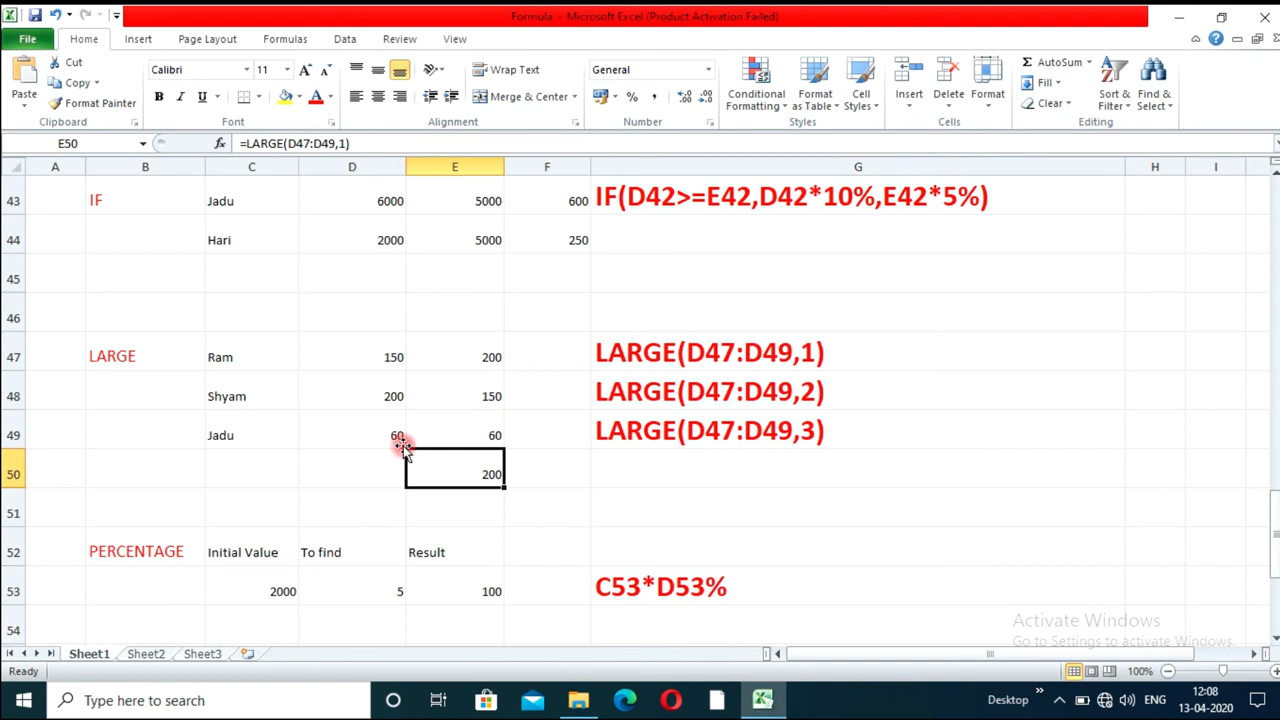 Formula - Microsoft Excel (Product Activation Failed)
File Home Insert Page Layout Formulas Data Review View
Paste
Cut
Copy
Format Painter
Calibri 11
B I U
Wrap Text
Merge & Center
General
Conditional Formatting
Format as Table
Cell Styles
Insert
Delete
Format
AutoSum
Fill
Clear
Sort & Filter
Find & Select
Clipboard Font Alignment Number Styles Cells Editing
E50 fx =LARGE(D47:D49,1)
A B C D E F G H I
43 IF Jadu 6000 5000 600 IF(D42>=E42,D42*10%,E42*5%)
44 Hari 2000 5000 250
45
46
47 LARGE Ram 150 200 LARGE(D47:D49,1)
48 Shyam 200 150 LARGE(D47:D49,2)
49 Jadu 60 60 LARGE(D47:D49,3)
50 200
51
52 PERCENTAGE Initial Value To find Result
53 2000 5 100 C53*D53%
54
Activate Windows
Go to Settings to activate Windows.
Sheet1 Sheet2 Sheet3
Ready 100%
Type here to search
Desktop
ENG
12:08
13-04-2020